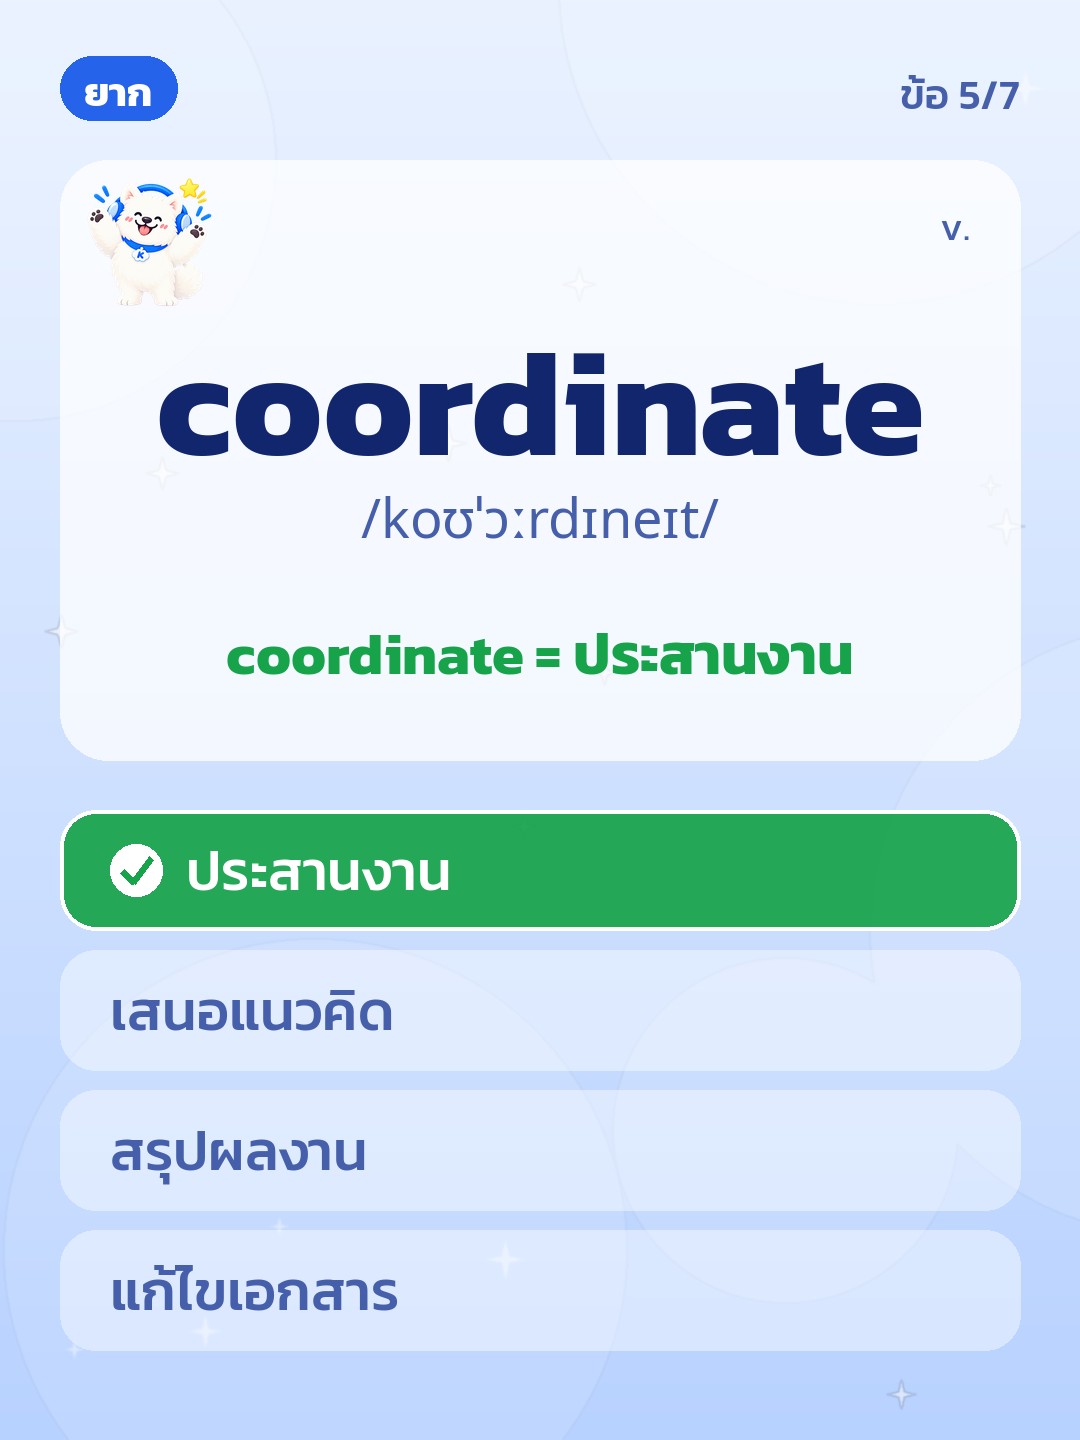 ยาก
ข้อ 5/7
K
v.
coordinate
/koʊˈɔːrdɪneɪt/
coordinate = ประสานงาน
ประสานงาน
เสนอแนวคิด
สรุปผลงาน
แก้ไขเอกสาร